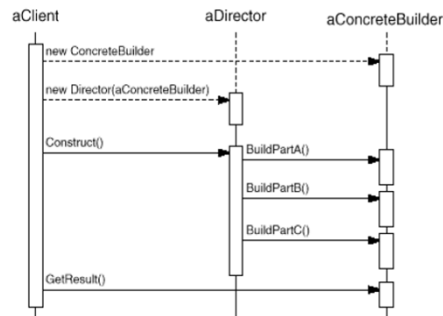 aClient
aDirector
aConcreteBuilder
new ConcreteBuilder
new Director(aConcreteBuilder)
Construct()
BuildPartA()
BuildPartB()
BuildPartC()
GetResult()